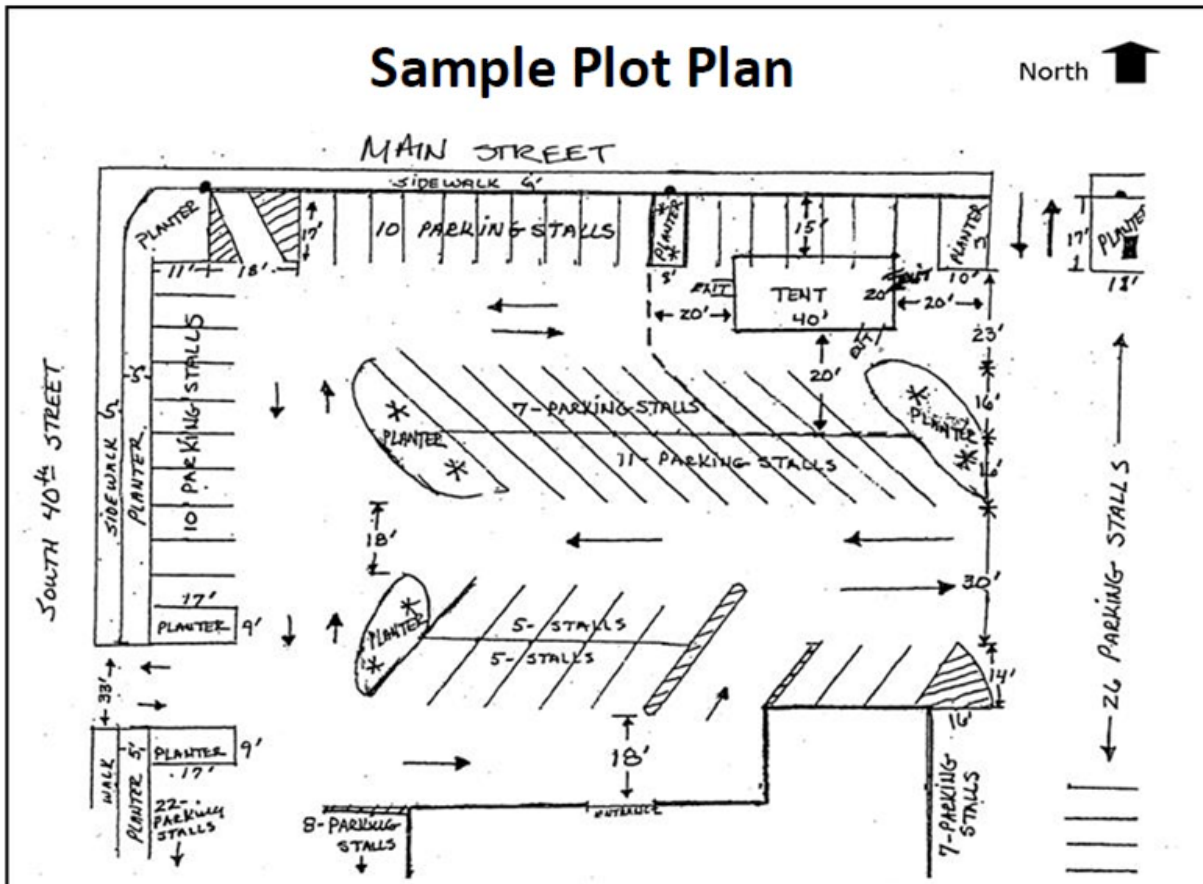 Sample Plot Plan
North
MAIN STREET
SIDEWALK 6'
PLANTER
17'
10 PARKING STALLS
PLANTER
8'
15'
PLANTER
17'
10'
17'
PLANTER
11'
18'
EXIT
TENT
20'
40'
EXIT
20'
20'
20'
23'
11'
SOUTH 40th STREET
SIDEWALK 5'
PLANTER 5'
10 PARKING STALLS
7-PARKING STALLS
PLANTER
11-PARKING STALLS
PLANTER
16'
16'
18'
30'
26 PARKING STALLS
17'
PLANTER 9'
PLANTER
5-STALLS
5-STALLS
33'
14'
16'
WALK
PLANTER 5'
PLANTER 9'
17'
22-PARKING STALLS
18'
8-PARKING STALLS
ENTRANCE
7-PARKING STALLS